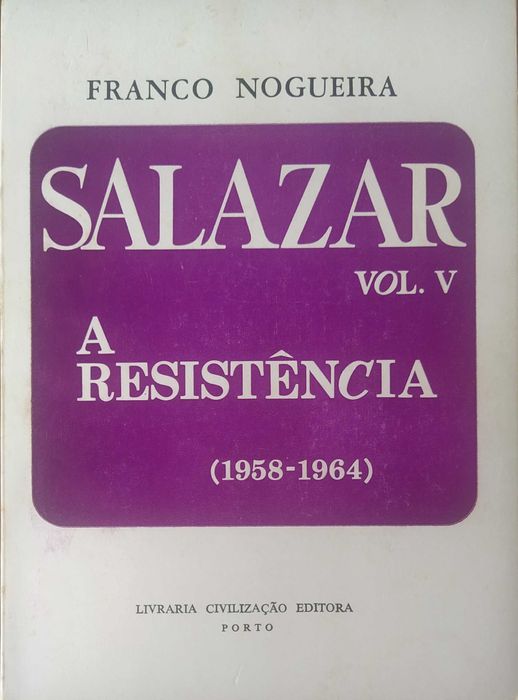 FRANCO NOGUEIRA
SALAZAR
VOL. V
A
RESISTÊNCIA
(1958-1964)
LIVRARIA CIVILIZAÇÃO EDITORA
PORTO